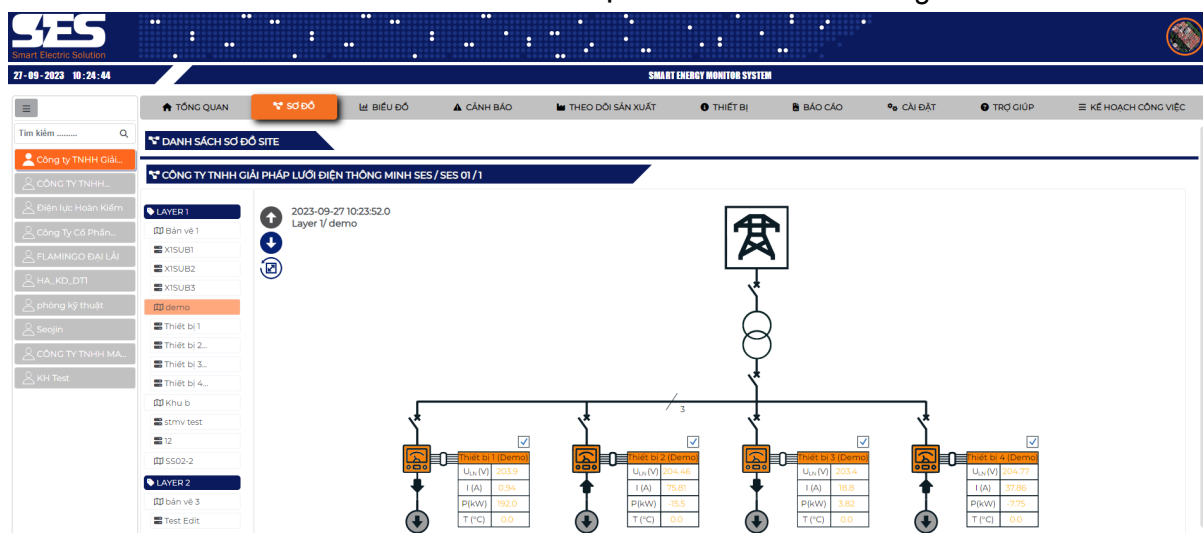 SES
Smart Electric Solution
27-09-2023 10:24:44
SMART ENERGY MONITOR SYSTEM
Tìm kiếm .........
Công ty TNHH Giải...
CÔNG TY TNHH...
Điện lực Hoàn Kiếm
Công Ty Cổ Phần...
FLAMINGO ĐẠI LẢI
HA_KD_DT1
phòng kỹ thuật
Seojin
CÔNG TY TNHH MA...
KH Test
TỔNG QUAN
SƠ ĐỒ
BIỂU ĐỒ
CẢNH BÁO
THEO DÕI SẢN XUẤT
THIẾT BỊ
BÁO CÁO
CÀI ĐẶT
TRỢ GIÚP
KẾ HOẠCH CÔNG VIỆC
DANH SÁCH SƠ ĐỒ SITE
CÔNG TY TNHH GIẢI PHÁP LƯỚI ĐIỆN THÔNG MINH SES / SES 01 / 1
LAYER 1
Bản vẽ 1
X1SUB1
X1SUB2
X1SUB3
demo
Thiết bị 1
Thiết bị 2...
Thiết bị 3...
Thiết bị 4...
Khu b
stmv test
12
SS02-2
LAYER 2
bản vẽ 3
Test Edit
2023-09-27 10:23:52.0
Layer 1/ demo
3
Thiết bị 1 (Demo)
ULN (V) 203.9
I (A) 0.94
P(kW) 192.0
T (°C) 0.0
Thiết bị 2 (Demo)
ULN (V) 204.46
I (A) 75.81
P(kW) -15.5
T (°C) 0.0
Thiết bị 3 (Demo)
ULN (V) 203.4
I (A) 18.8
P(kW) 3.82
T (°C) 0.0
Thiết bị 4 (Demo)
ULN (V) 204.77
I (A) 37.86
P(kW) -7.75
T (°C) 0.0